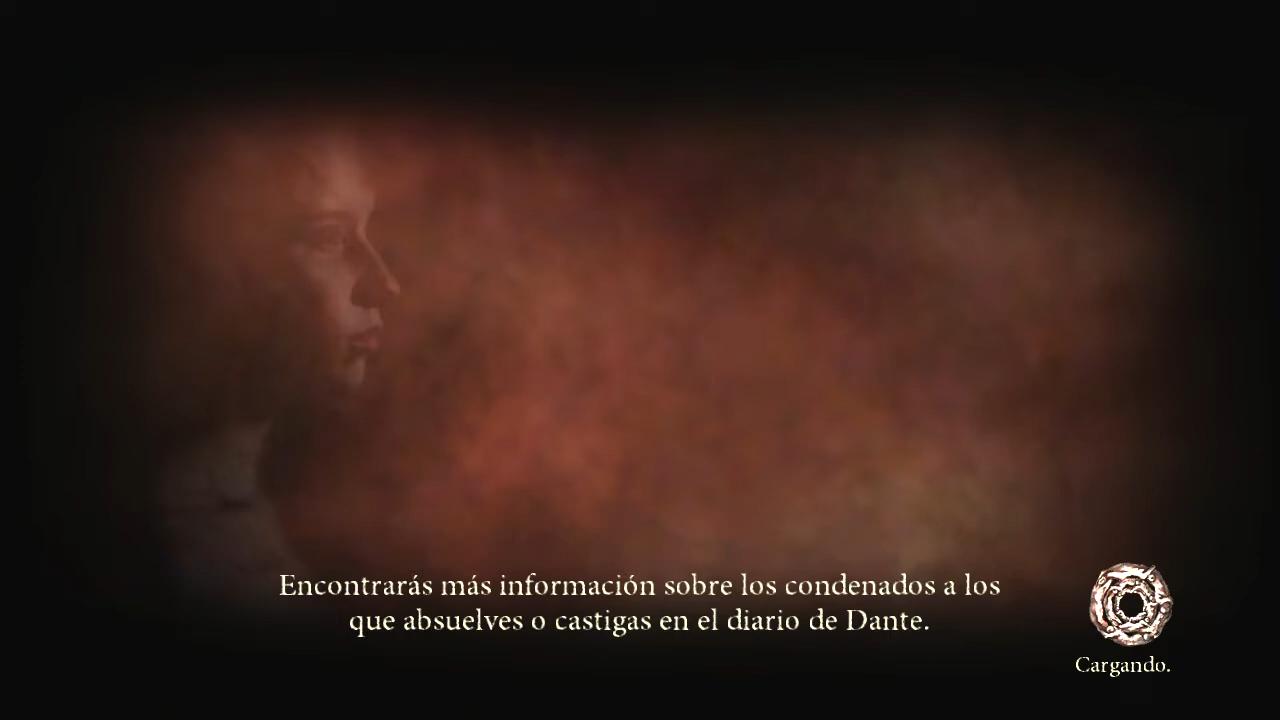 Encontrarás más información sobre los condenados a los
que absuelves o castigas en el diario de Dante.
Cargando.